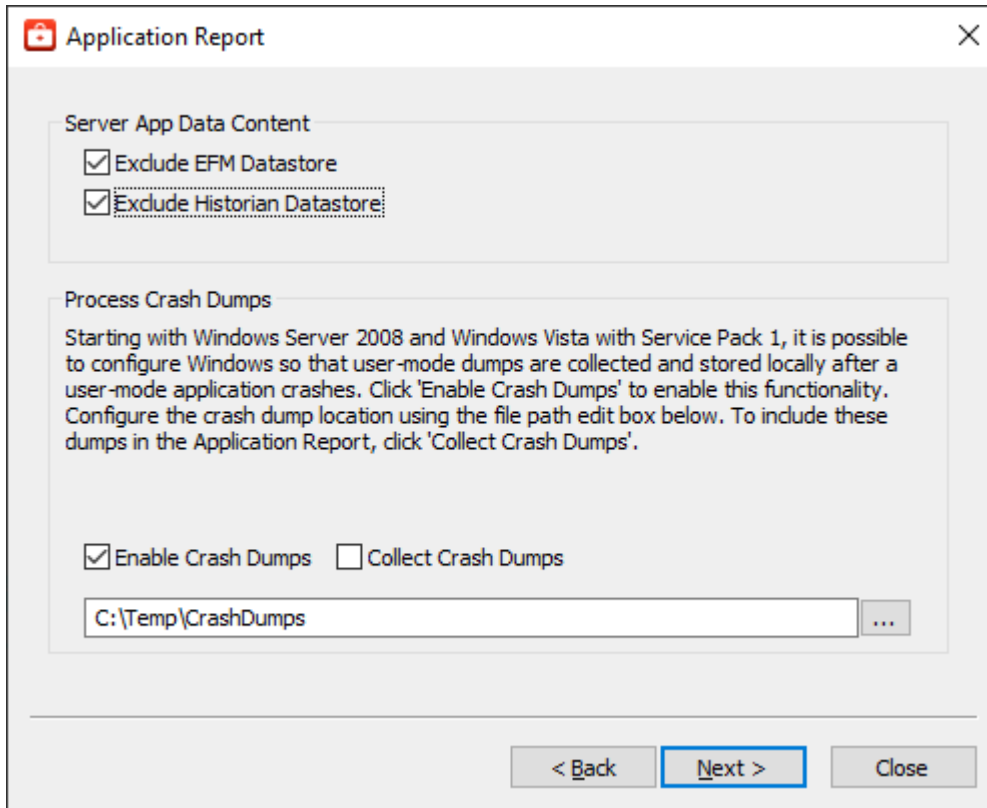 Application Report
Server App Data Content
Exclude EFM Datastore
Exclude Historian Datastore
Process Crash Dumps
Starting with Windows Server 2008 and Windows Vista with Service Pack 1, it is possible
to configure Windows so that user-mode dumps are collected and stored locally after a
user-mode application crashes. Click 'Enable Crash Dumps' to enable this functionality.
Configure the crash dump location using the file path edit box below. To include these
dumps in the Application Report, click 'Collect Crash Dumps'.
Enable Crash Dumps Collect Crash Dumps
C:\Temp\CrashDumps ...
< Back Next > Close